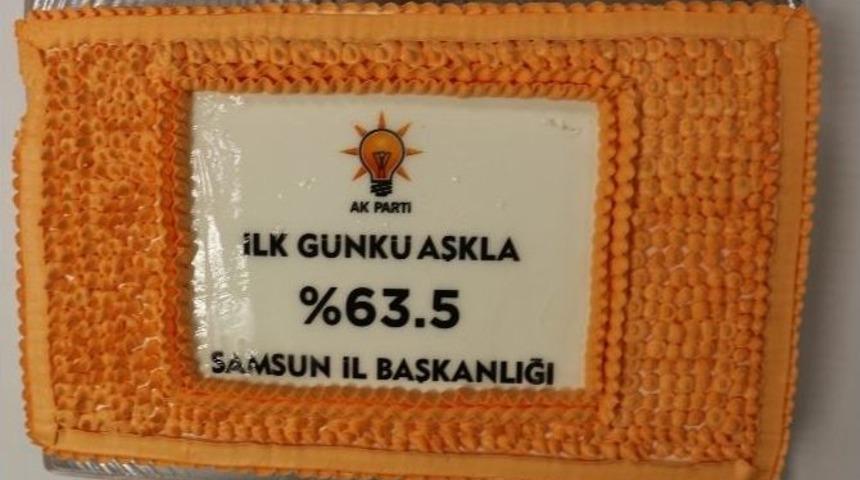 AK PARTİ
İLK GUNKU AŞKLA
%63.5
SAMSUN İL BAŞKANLIĞI